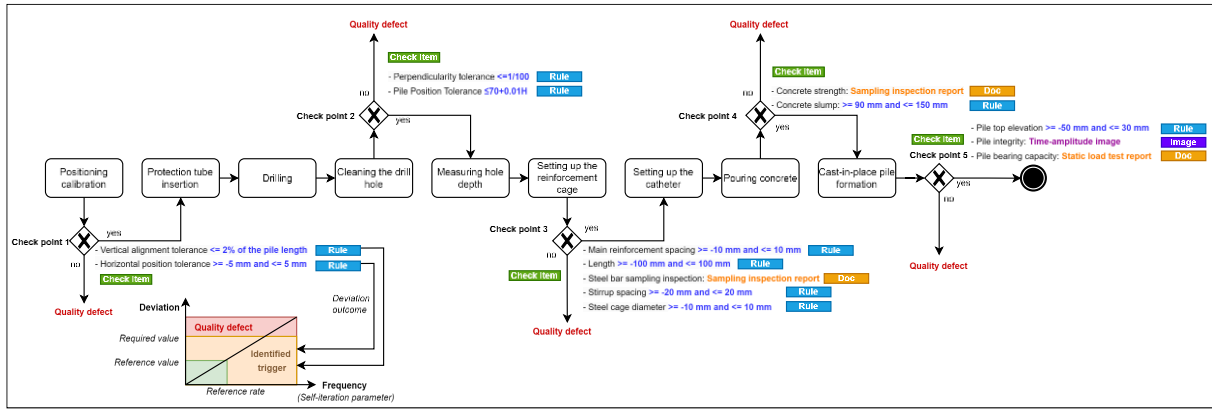 Quality defect
Check Item
- Perpendicularity tolerance <=1/100 Rule
- Pile Position Tolerance ≤70+0.01H Rule
no
Check point 2
yes
Quality defect
Check Item
- Concrete strength: Sampling inspection report Doc
- Concrete slump: >= 90 mm and <= 150 mm Rule
no
Check point 4
yes
- Pile top elevation >= -50 mm and <= 30 mm Rule
Check Item
- Pile integrity: Time-amplitude image Image
- Pile bearing capacity: Static load test report Doc
Check point 5
yes
no
Quality defect
Positioning
calibration
Protection tube
insertion
Drilling
Cleaning the drill
hole
Measuring hole
depth
Setting up the
reinforcement
cage
Setting up the
catheter
Pouring concrete
Cast-in-place pile
formation
Check point 1
yes
no
- Vertical alignment tolerance <= 2% of the pile length Rule
- Horizontal position tolerance >= -5 mm and <= 5 mm Rule
Check Item
Quality defect
Check point 3
yes
no
- Main reinforcement spacing >= -10 mm and <= 10 mm Rule
- Length >= -100 mm and <= 100 mm Rule
- Steel bar sampling inspection: Sampling inspection report Doc
- Stirrup spacing >= -20 mm and <= 20 mm Rule
- Steel cage diameter >= -10 mm and <= 10 mm Rule
Check Item
Quality defect
Deviation
outcome
Deviation
Quality defect
Required value
Identified
trigger
Reference value
Reference rate
Frequency
(Self-iteration parameter)